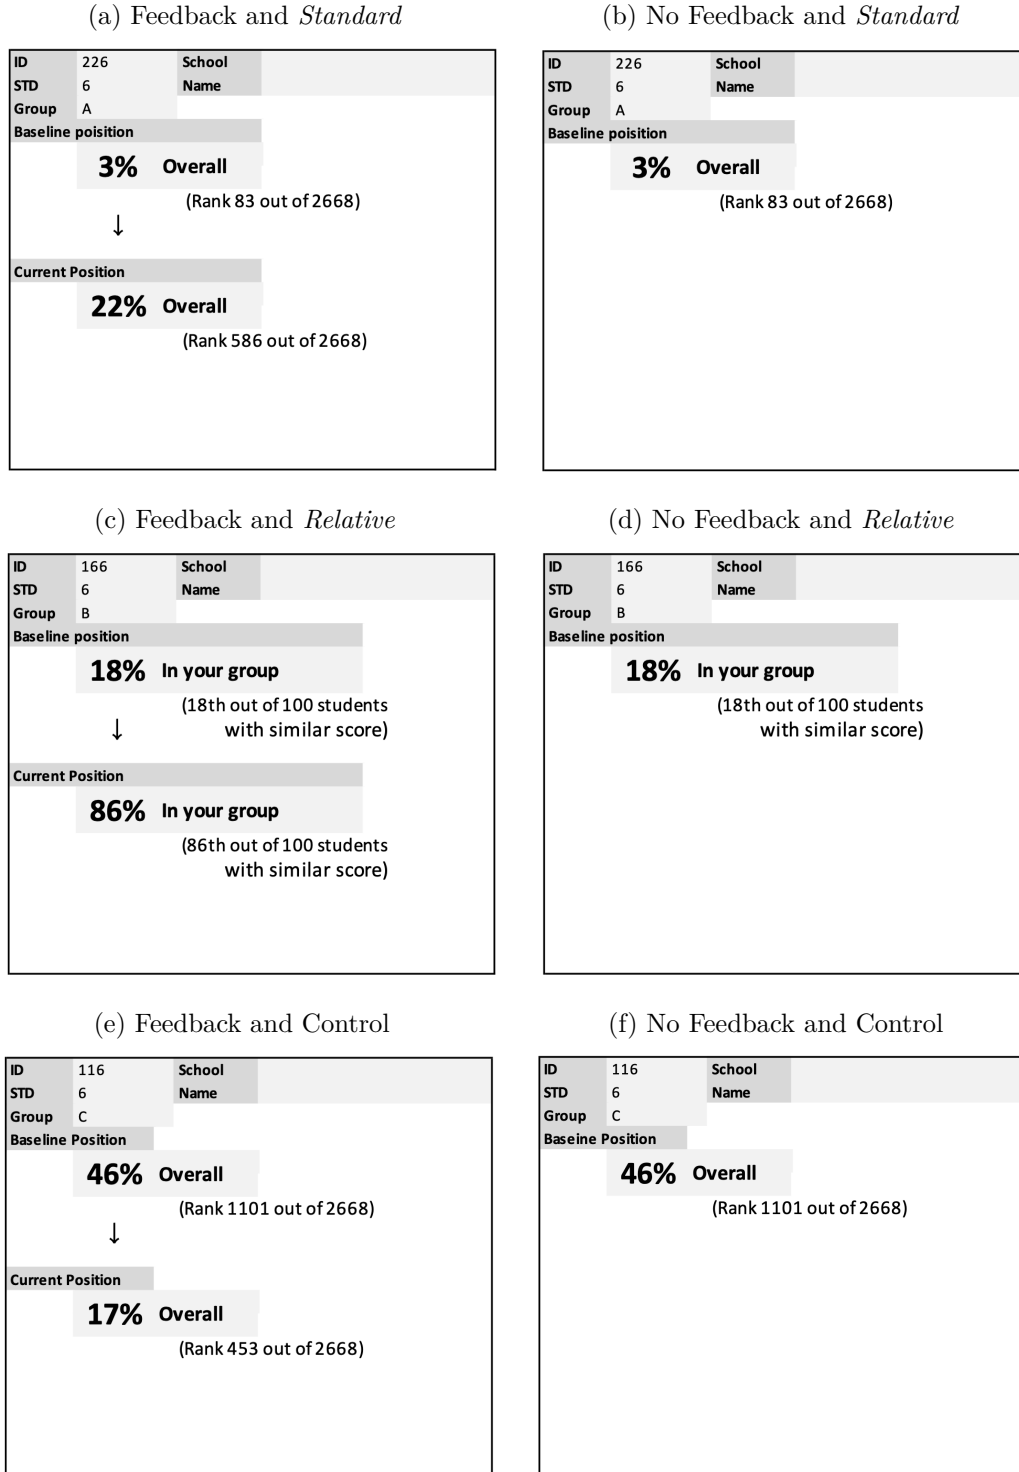 (a) Feedback and Standard
ID 226 School
STD 6 Name
Group A
Baseline poisition
3% Overall
(Rank 83 out of 2668)
↓
Current Position
22% Overall
(Rank 586 out of 2668)
(b) No Feedback and Standard
ID 226 School
STD 6 Name
Group A
Baseline poisition
3% Overall
(Rank 83 out of 2668)
(c) Feedback and Relative
ID 166 School
STD 6 Name
Group B
Baseline position
18% In your group
(18th out of 100 students
with similar score)
↓
Current Position
86% In your group
(86th out of 100 students
with similar score)
(d) No Feedback and Relative
ID 166 School
STD 6 Name
Group B
Baseline position
18% In your group
(18th out of 100 students
with similar score)
(e) Feedback and Control
ID 116 School
STD 6 Name
Group C
Baseline Position
46% Overall
(Rank 1101 out of 2668)
↓
Current Position
17% Overall
(Rank 453 out of 2668)
(f) No Feedback and Control
ID 116 School
STD 6 Name
Group C
Baseine Position
46% Overall
(Rank 1101 out of 2668)